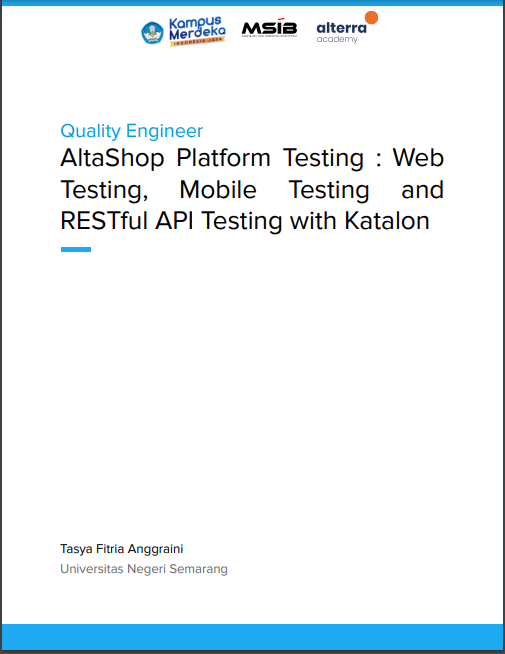 Kampus
Merdeka
INDONESIA JAYA
MSIB
alterra
academy
Quality Engineer
AltaShop Platform Testing : Web
Testing, Mobile Testing and
RESTful API Testing with Katalon
Tasya Fitria Anggraini
Universitas Negeri Semarang